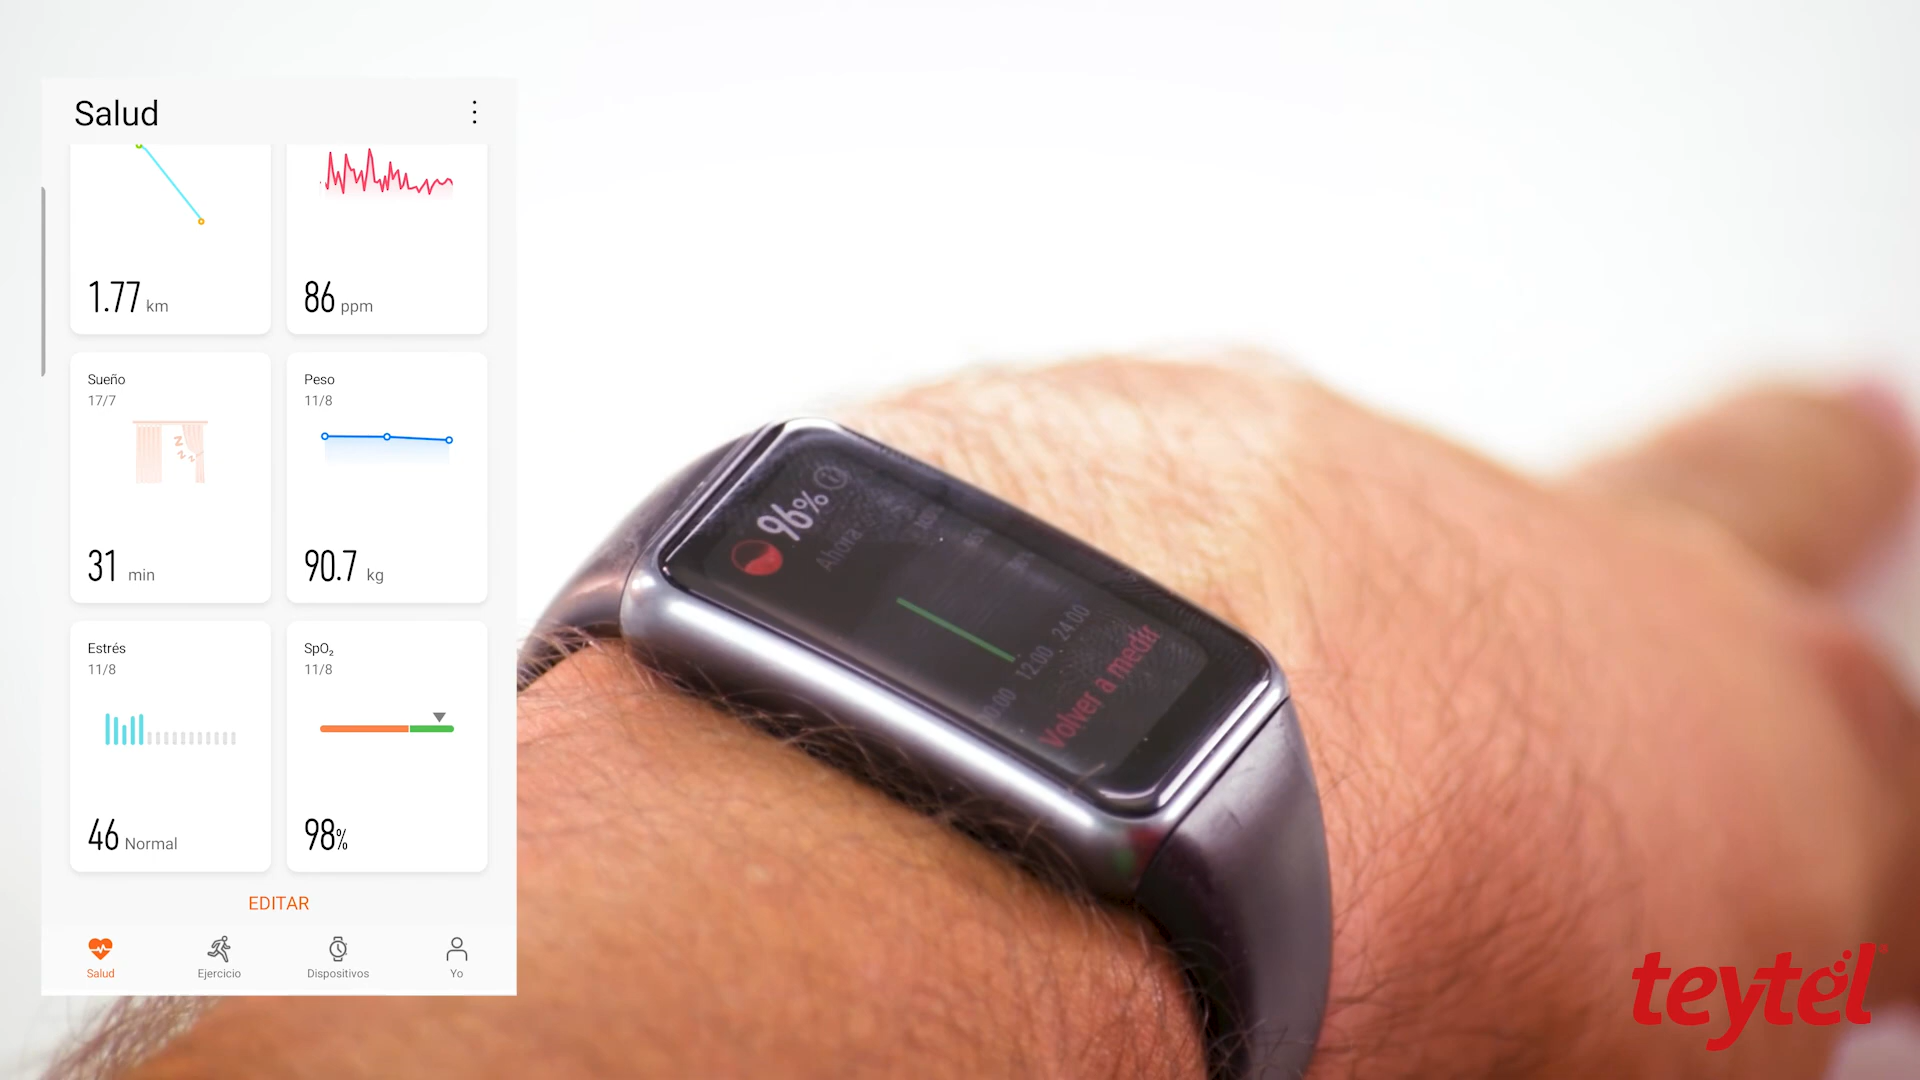 Salud
1.77 km
86 ppm
Sueño
17/7
31 min
Peso
11/8
90.7 kg
Estrés
11/8
46 Normal
SpO₂
11/8
98%
EDITAR
Salud
Ejercicio
Dispositivos
Yo
96%
Ahora
00:00 12:00 24:00
Volver a medir
teytel